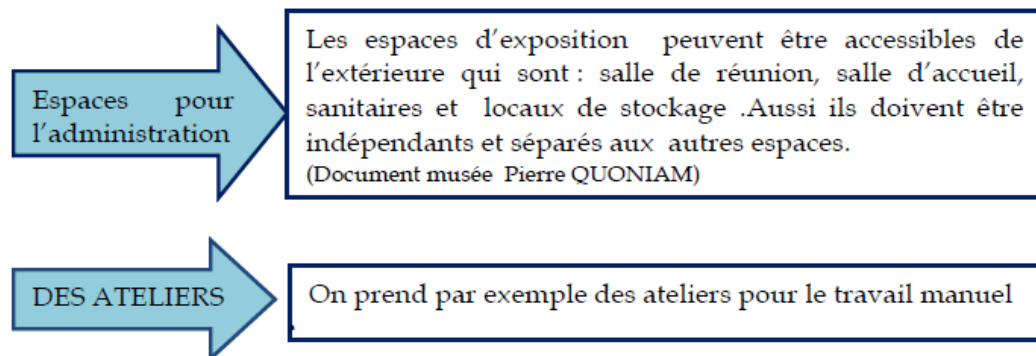 Espaces pour
l'administration
Les espaces d'exposition peuvent être accessibles de
l'extérieure qui sont : salle de réunion, salle d'accueil,
sanitaires et locaux de stockage .Aussi ils doivent être
indépendants et séparés aux autres espaces.
(Document musée Pierre QUONIAM)
DES ATELIERS
On prend par exemple des ateliers pour le travail manuel
.